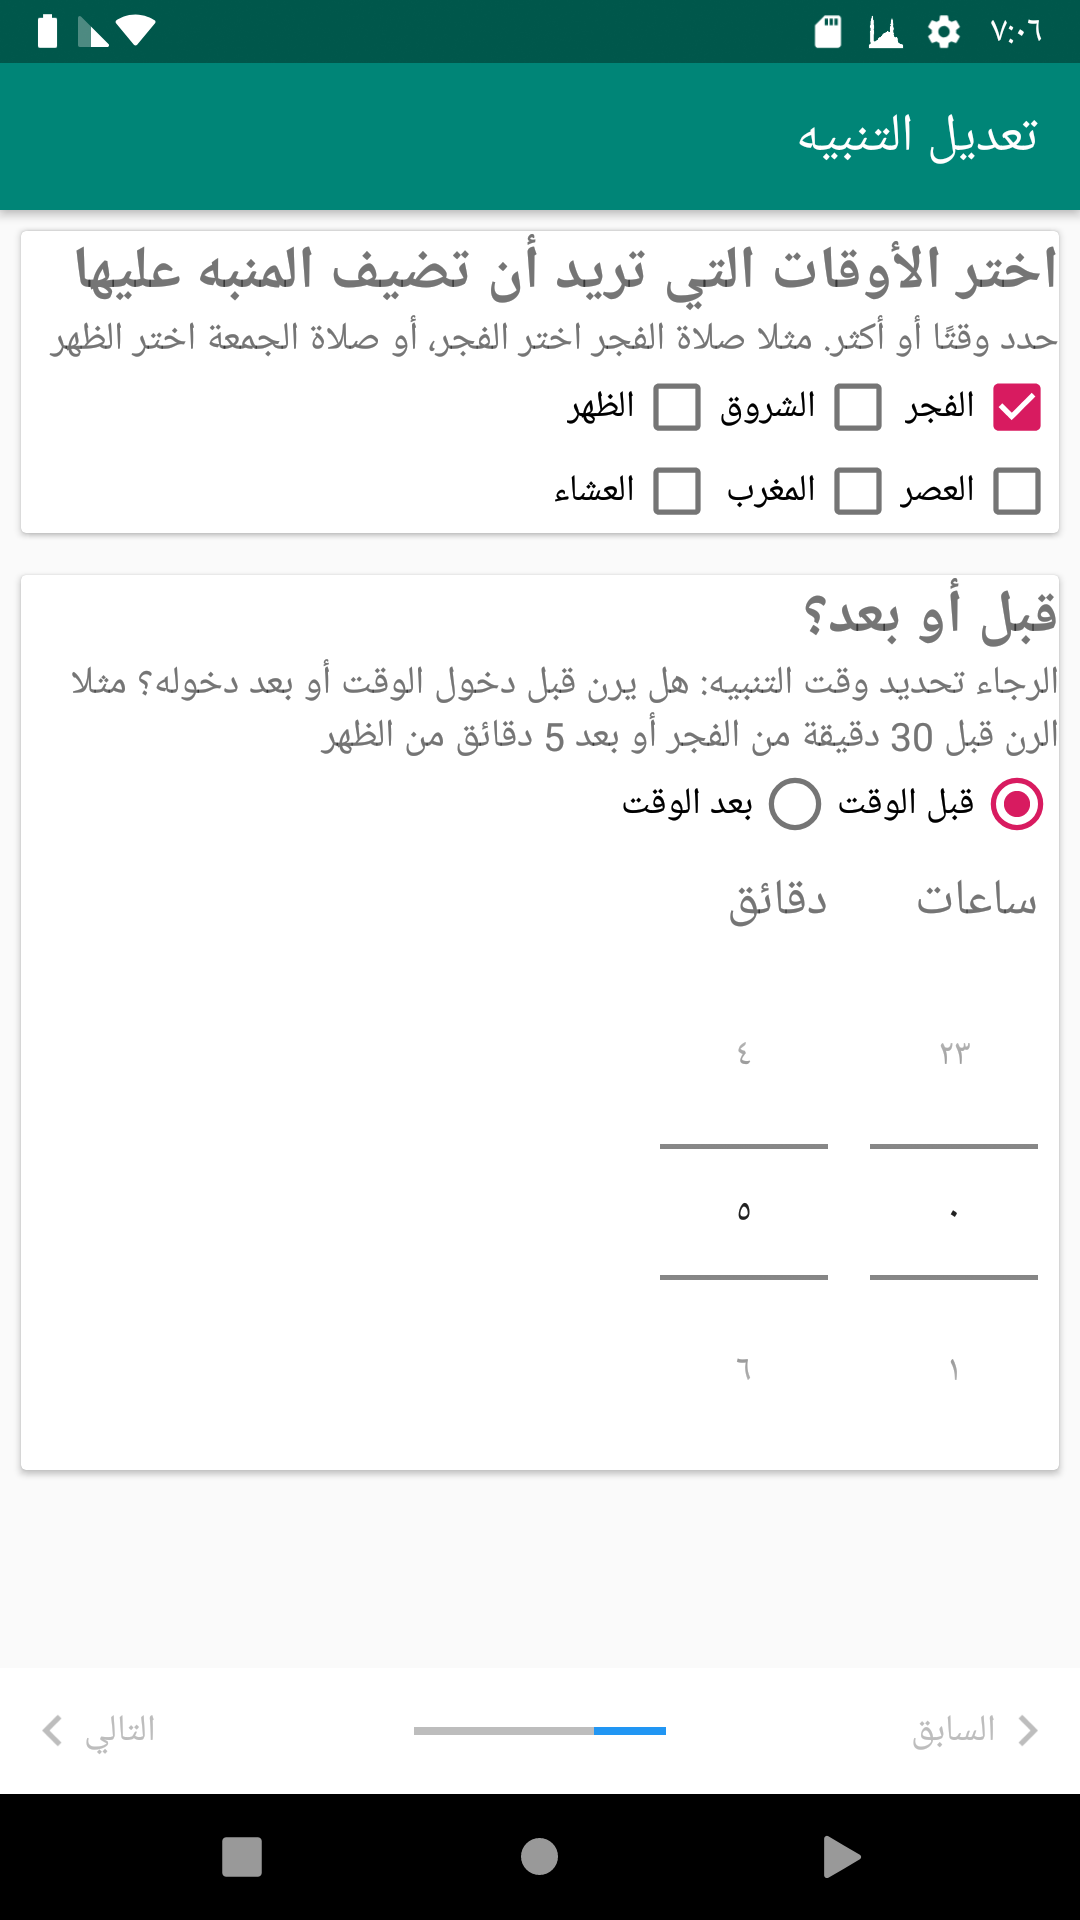 ٧:٠٦
تعديل التنبيه
اختر الأوقات التي تريد أن تضيف المنبه عليها
حدد وقتًا أو أكثر. مثلا صلاة الفجر اختر الفجر، أو صلاة الجمعة اختر الظهر
الفجر الشروق الظهر
العصر المغرب العشاء
قبل أو بعد؟
الرجاء تحديد وقت التنبيه: هل يرن قبل دخول الوقت أو بعد دخوله؟ مثلا
الرن قبل 30 دقيقة من الفجر أو بعد 5 دقائق من الظهر
قبل الوقت بعد الوقت
ساعات دقائق
٢٣ ٤
٠ ٥
١ ٦
السابق التالي